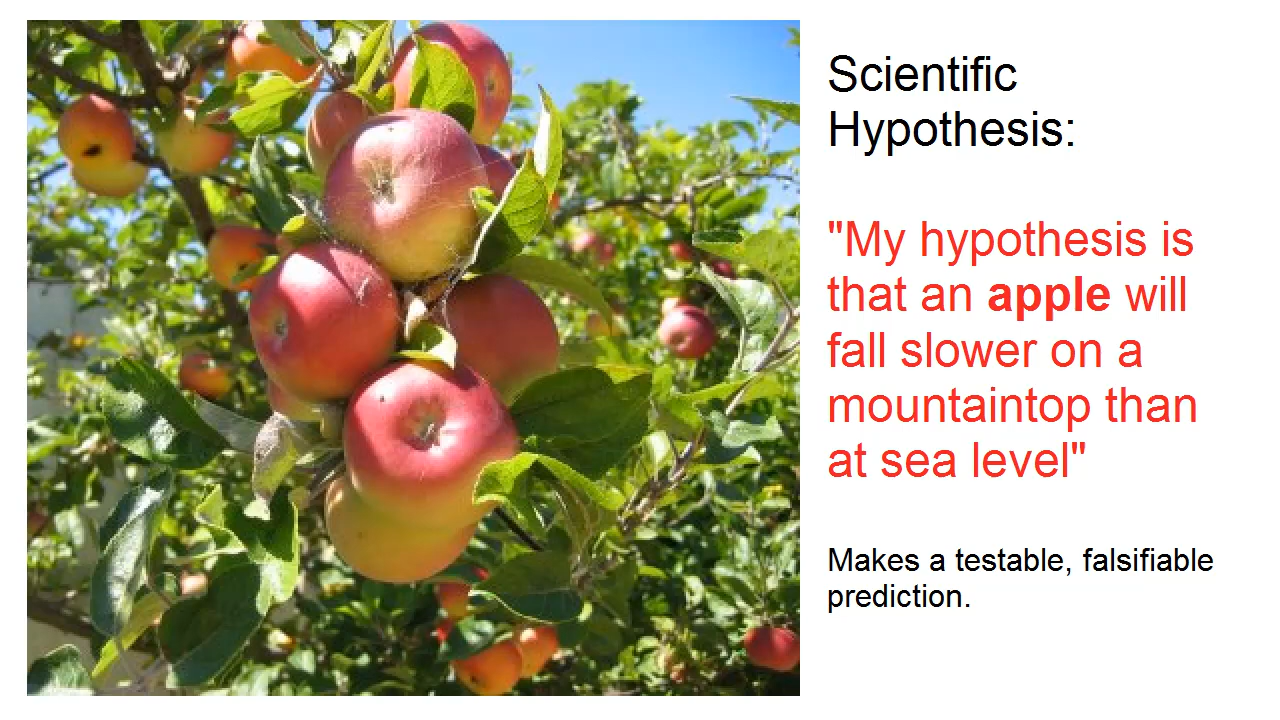 Scientific
Hypothesis:
"My hypothesis is
that an apple will
fall slower on a
mountaintop than
at sea level"
Makes a testable, falsifiable
prediction.